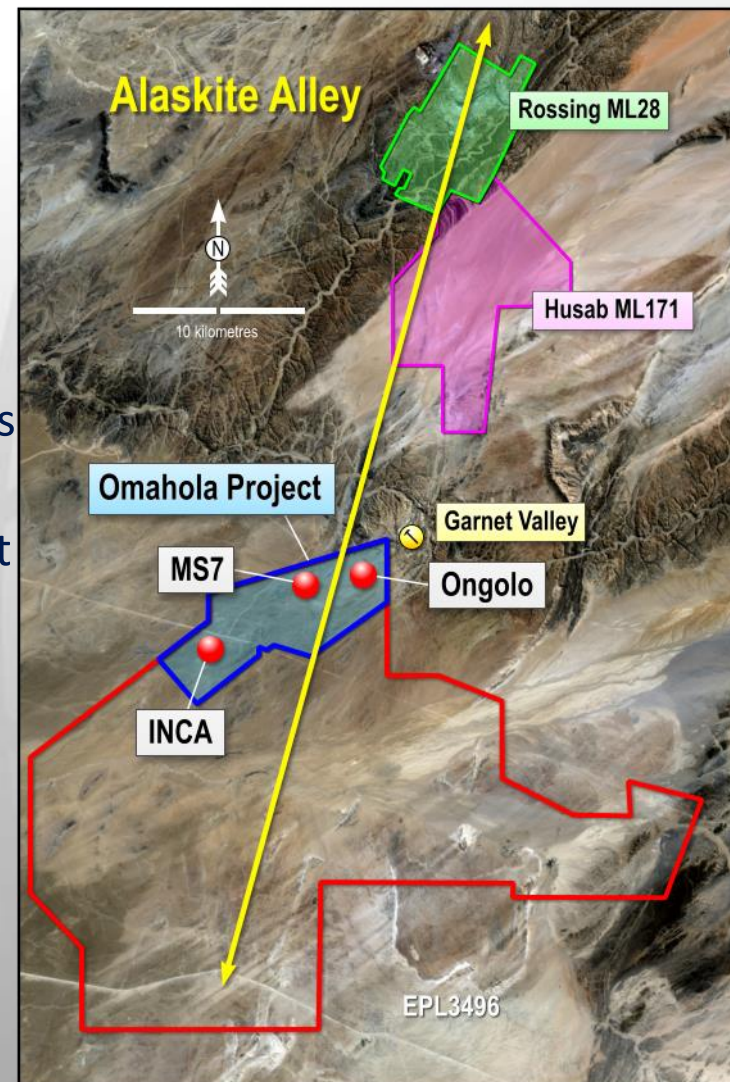 Alaskite Alley
Rossing ML28
N
10 kilometres
Husab ML171
s
Omahola Project
Garnet Valley
t
MS7
Ongolo
INCA
EPL3496